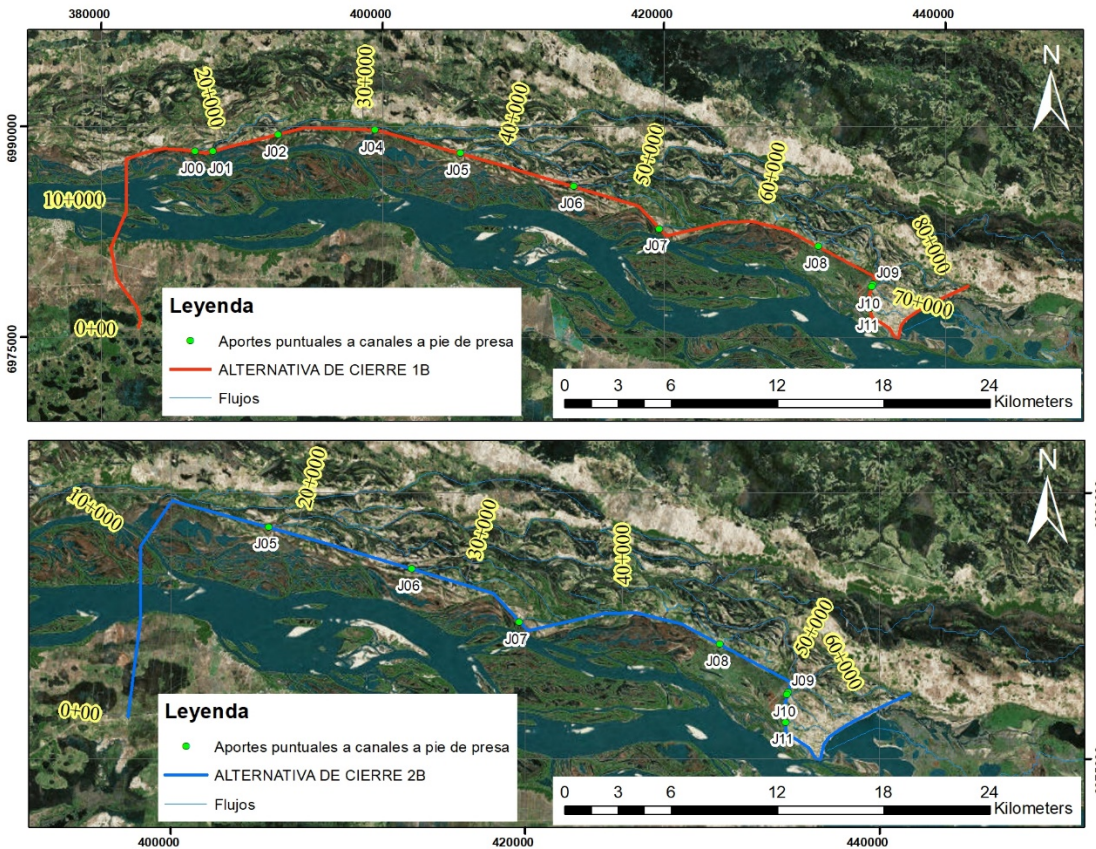 380000 400000 420000 440000
N
6990000
6975000
0+00
10+000
20+000
30+000
40+000
50+000
60+000
70+000
80+000
J00
J01
J02
J04
J05
J06
J07
J08
J09
J10
J11
Leyenda
Aportes puntuales a canales a pie de presa
ALTERNATIVA DE CIERRE 1B
Flujos
0 3 6 12 18 24
Kilometers
N
0+00
10+000
20+000
30+000
40+000
50+000
60+000
J05
J06
J07
J08
J09
J10
J11
Leyenda
Aportes puntuales a canales a pie de presa
ALTERNATIVA DE CIERRE 2B
Flujos
0 3 6 12 18 24
Kilometers
400000 420000 440000